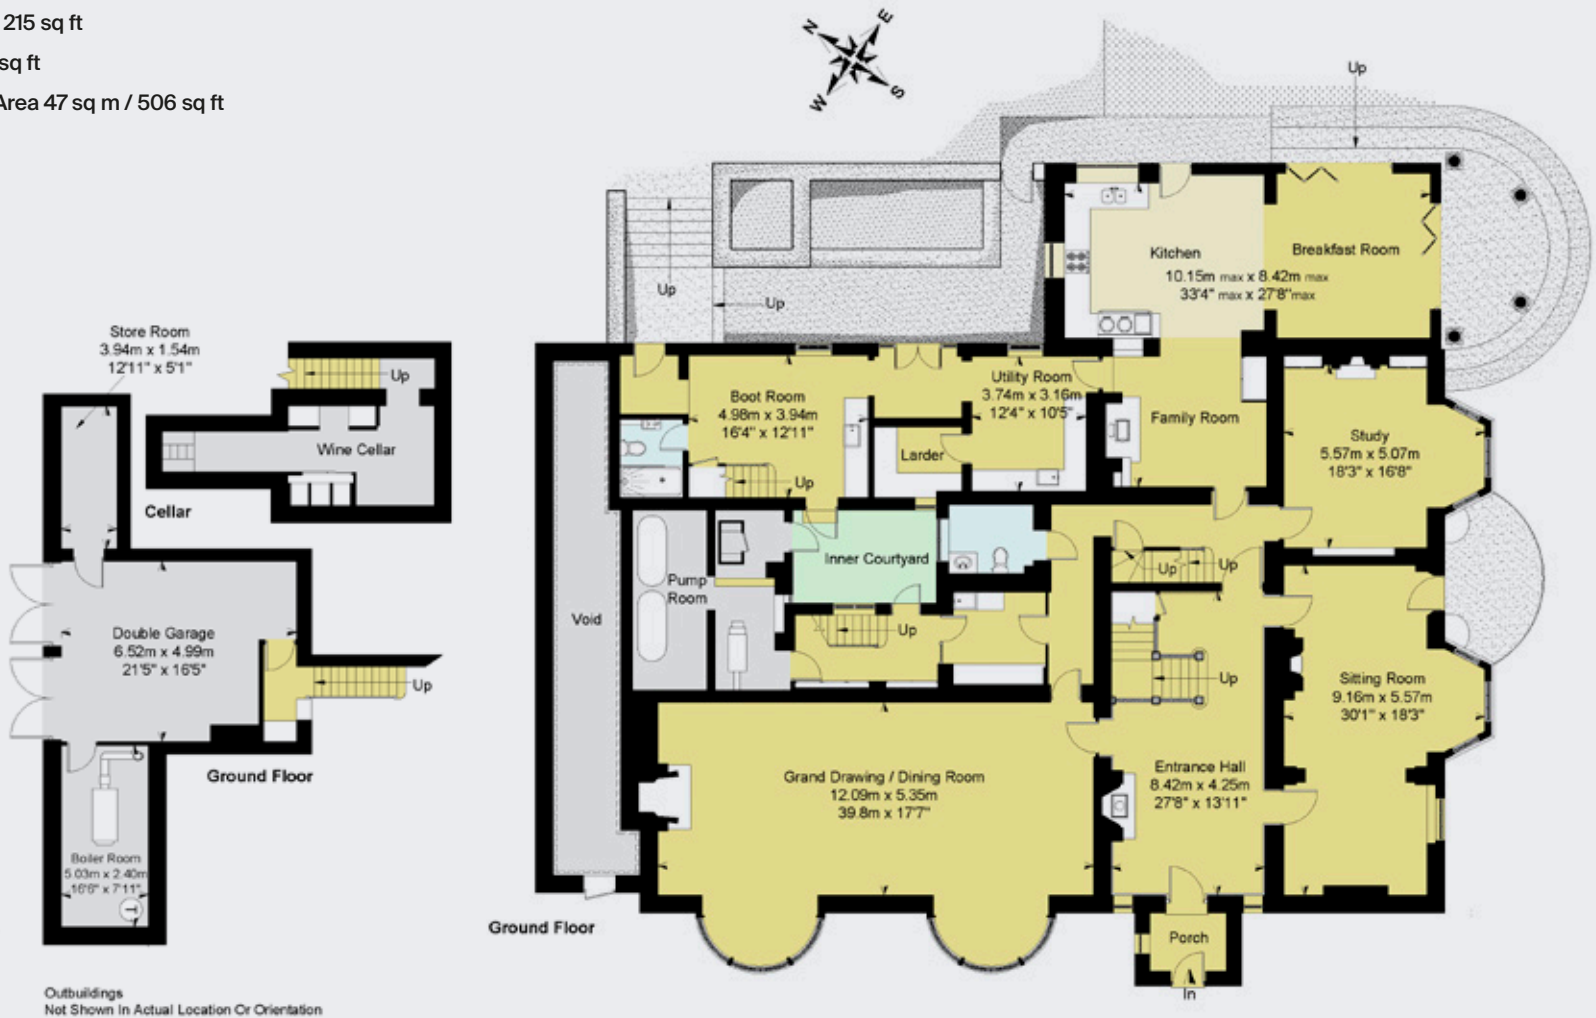 215 sq ft
sq ft
Area 47 sq m / 506 sq ft
N
E
S
W
Up
Kitchen
10.15m max x 8.42m max
33'4" max x 27'8" max
Breakfast Room
Up
Up
Store Room
3.94m x 1.54m
12'11" x 5'1"
Up
Wine Cellar
Cellar
Boot Room
4.98m x 3.94m
16'4" x 12'11"
Utility Room
3.74m x 3.16m
12'4" x 10'5"
Family Room
Larder
Up
Study
5.57m x 5.07m
18'3" x 16'8"
Inner Courtyard
Up
Up
Pump
Room
Void
Up
Double Garage
6.52m x 4.99m
21'5" x 16'5"
Up
Up
Sitting Room
9.16m x 5.57m
30'1" x 18'3"
Ground Floor
Grand Drawing / Dining Room
12.09m x 5.35m
39.8m x 17'7"
Entrance Hall
8.42m x 4.25m
27'8" x 13'11"
Boiler Room
5.03m x 2.40m
16'6" x 7'11"
T
Ground Floor
Porch
In
Outbuildings
Not Shown In Actual Location Or Orientation